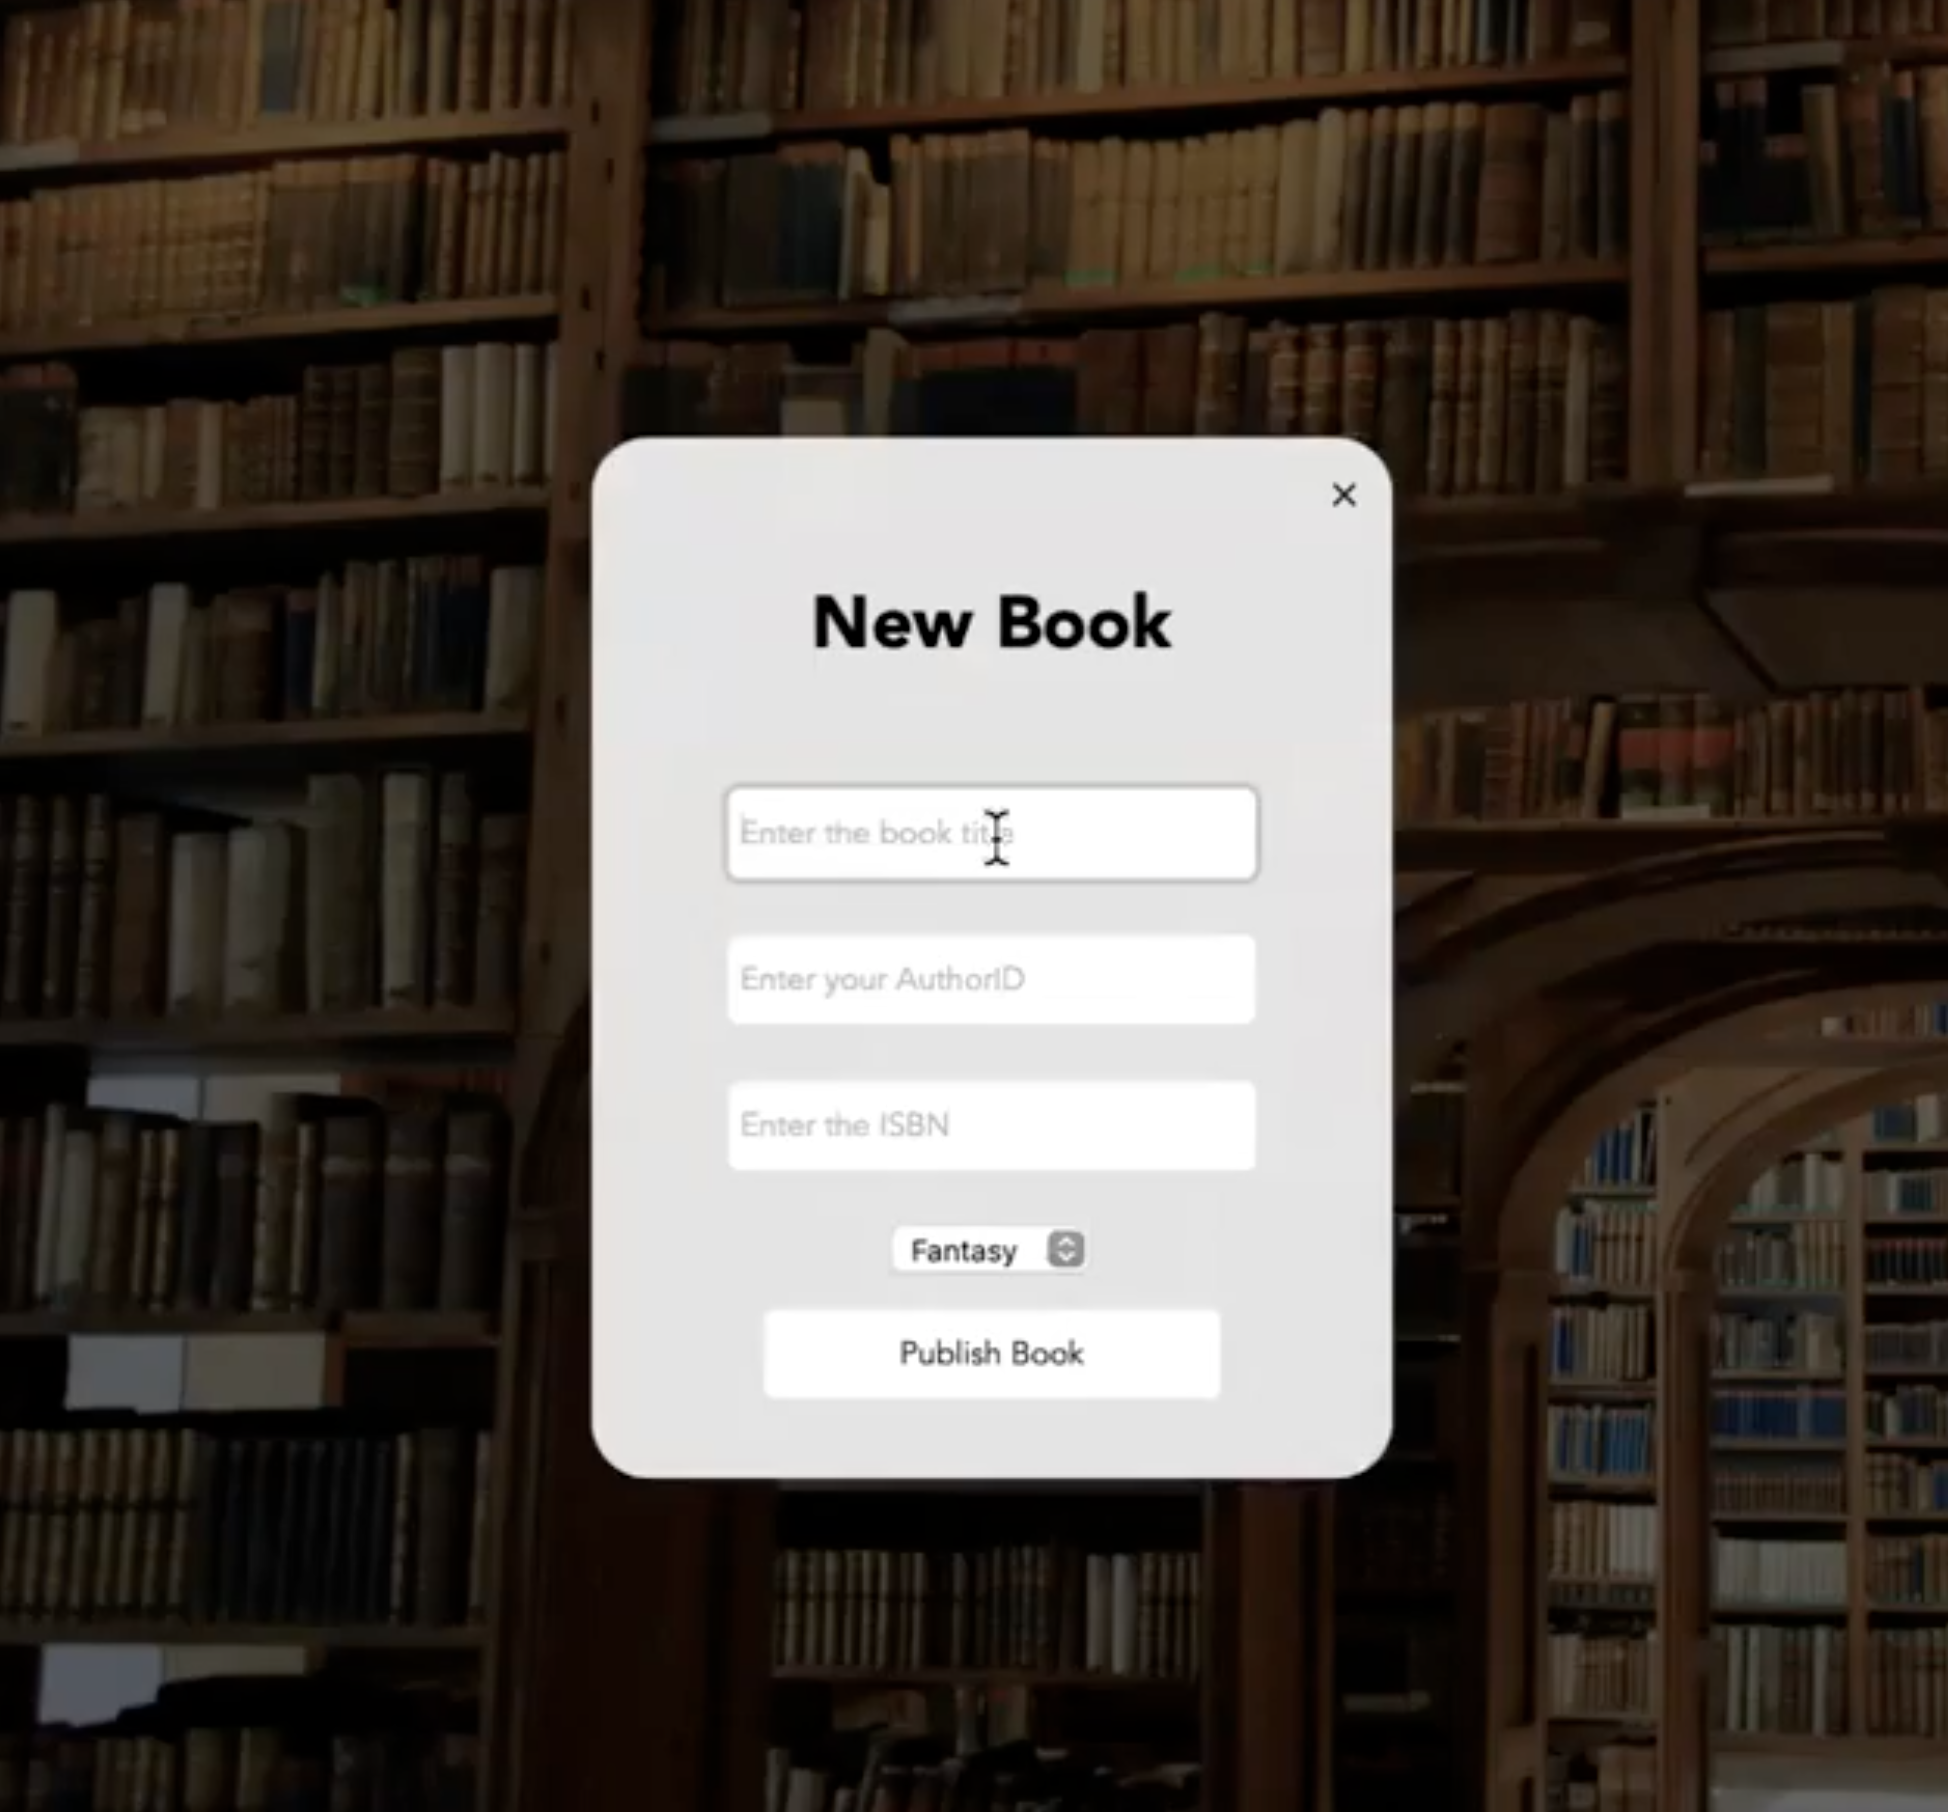 New Book
Enter the book title
Enter your AuthorID
Enter the ISBN
Fantasy
Publish Book